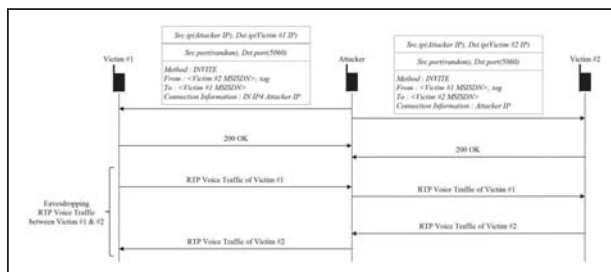 Src.ip(Attacker IP), Dst.ip(Victim #1 IP)
Src.port(random), Dst.port(5060)
Method : INVITE
From : <Victim #2 MSISDN>; tag
To : <Victim #1 MSISDN>
Connection Information : IN IP4 Attacker IP
Src.ip(Attacker IP), Dst.ip(Victim #2 IP)
Src.port(random), Dst.port(5060)
Method : INVITE
From : <Victim #1 MSISDN>; tag
To : <Victim #2 MSISDN>
Connection Information : Attacker IP
Victim #1
Attacker
Victim #2
200 OK
200 OK
RTP Voice Traffic of Victim #1
RTP Voice Traffic of Victim #1
Eavesdropping
RTP Voice Traffic
between Victim #1 & #2
RTP Voice Traffic of Victim #2
RTP Voice Traffic of Victim #2